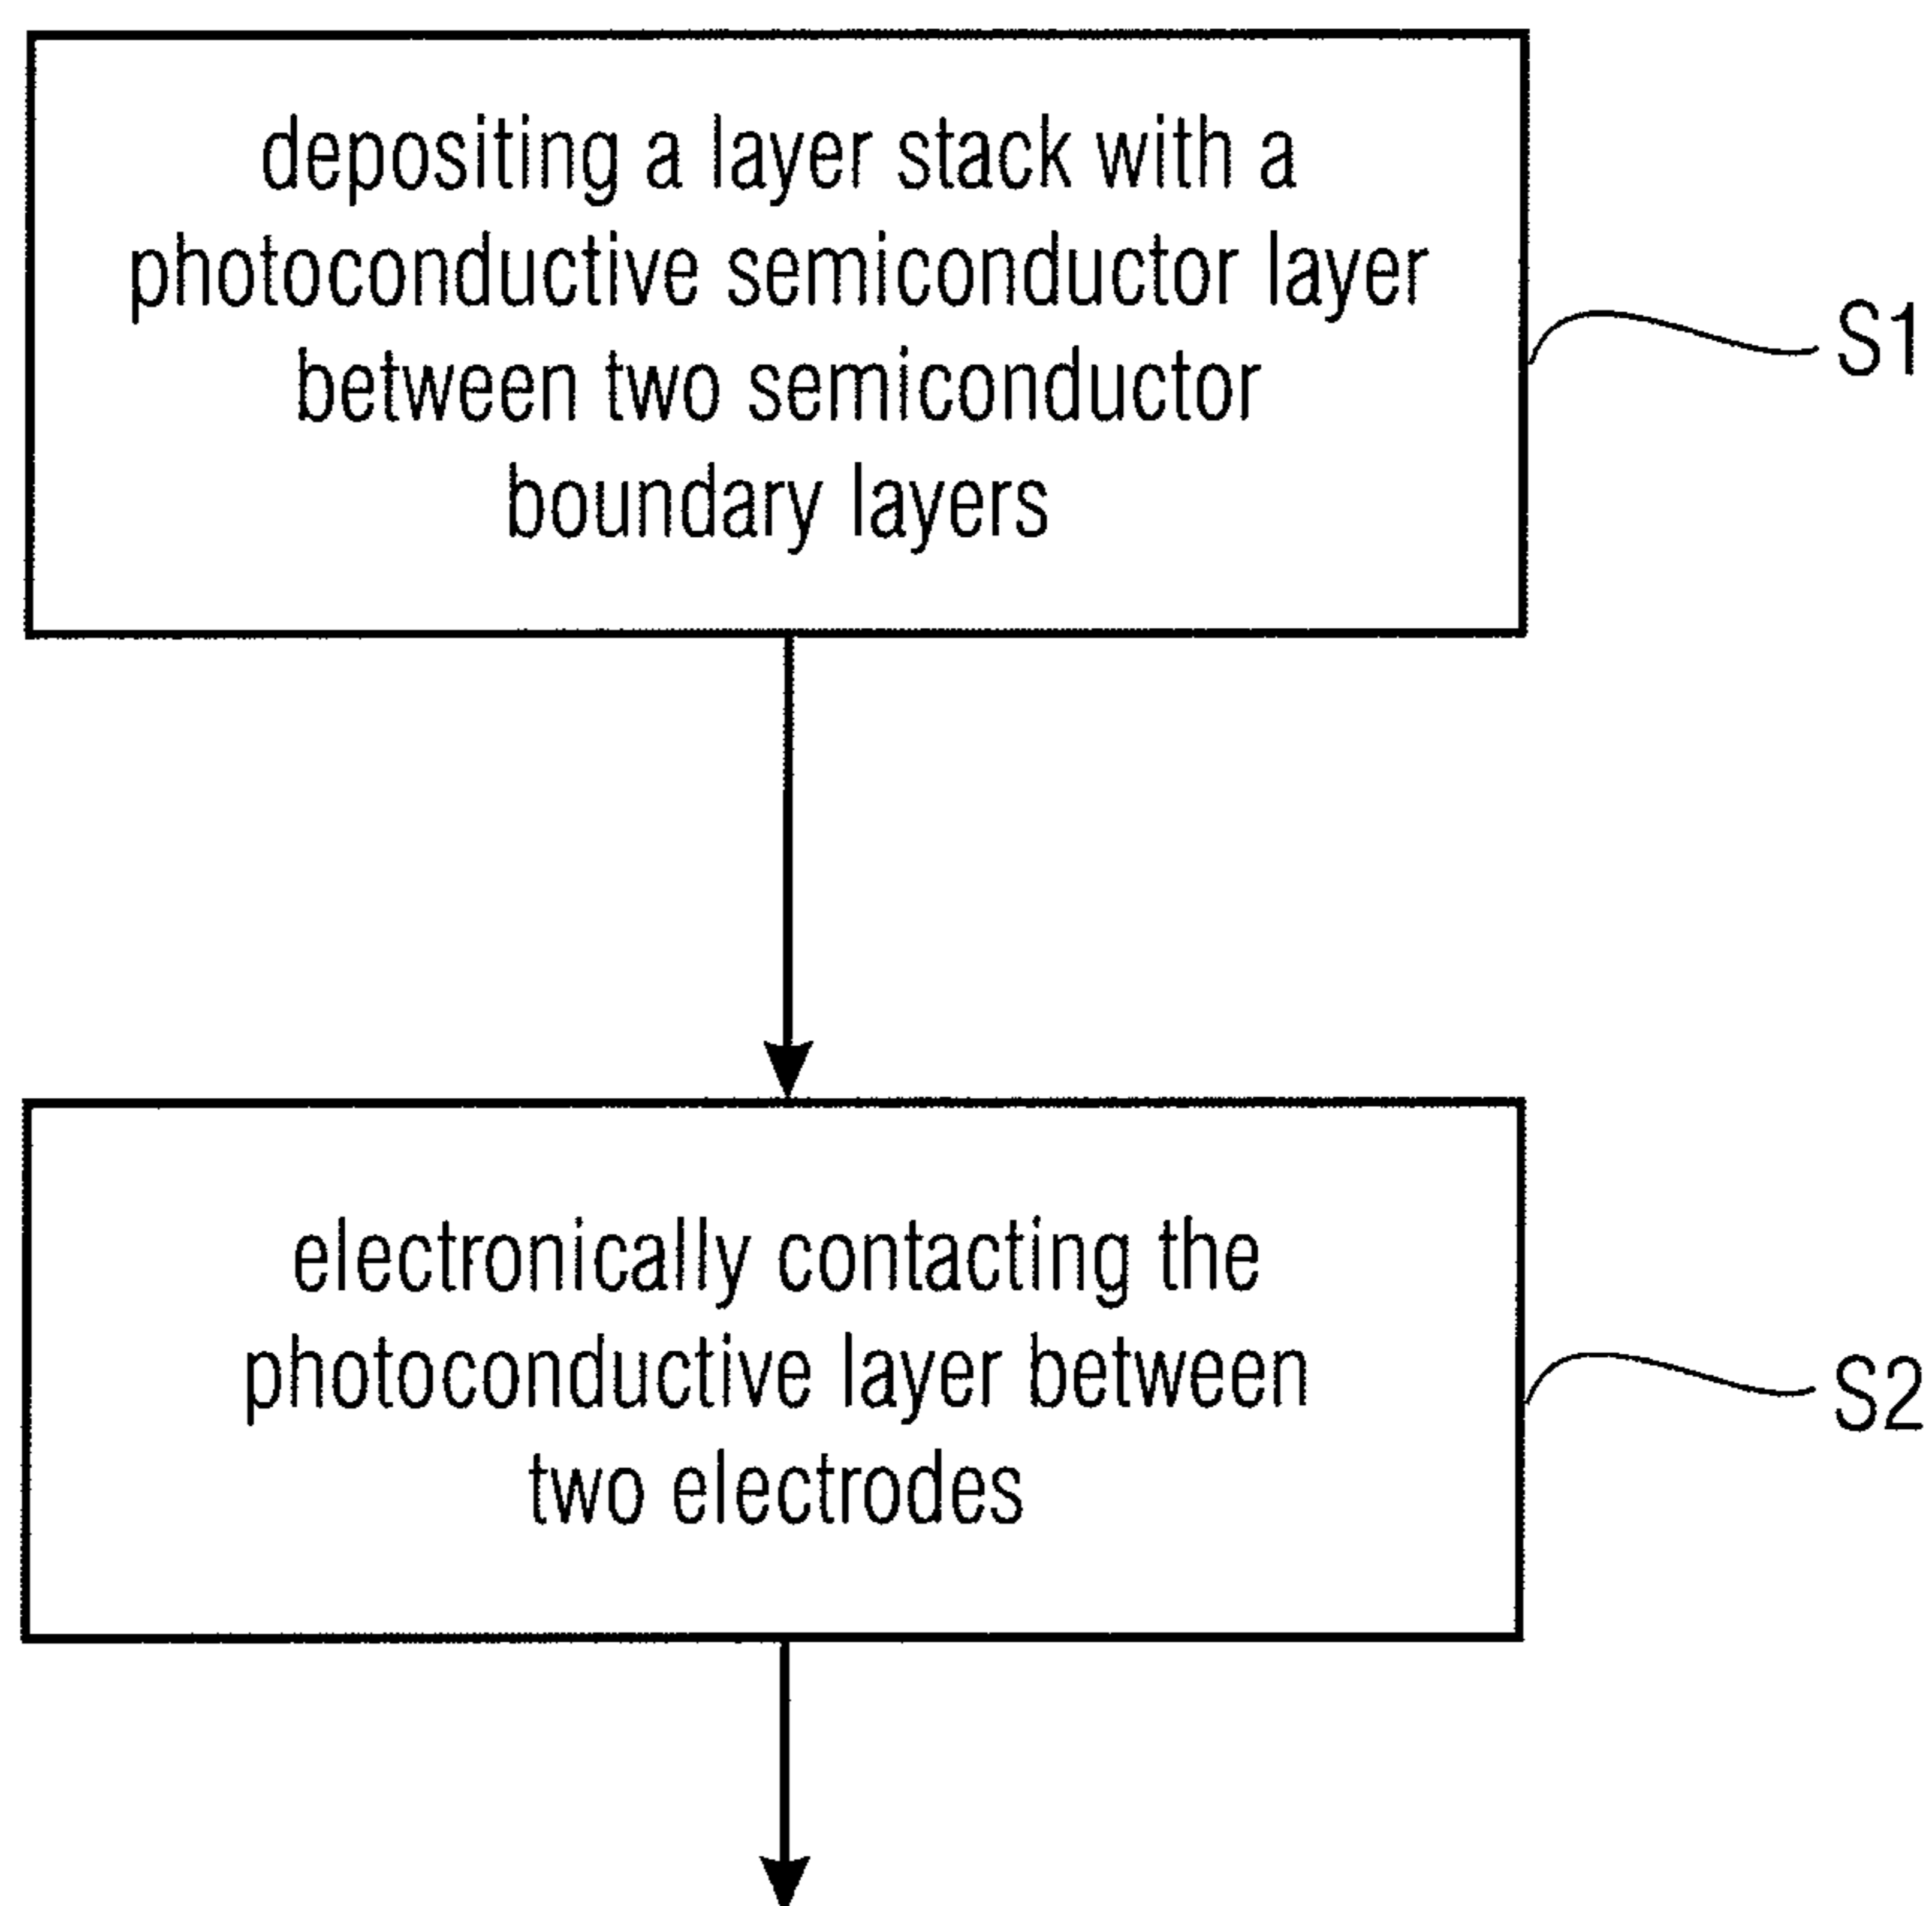 depositing a layer stack with a
photoconductive semiconductor layer
between two semiconductor
boundary layers
S1
electronically contacting the
photoconductive layer between
two electrodes
S2